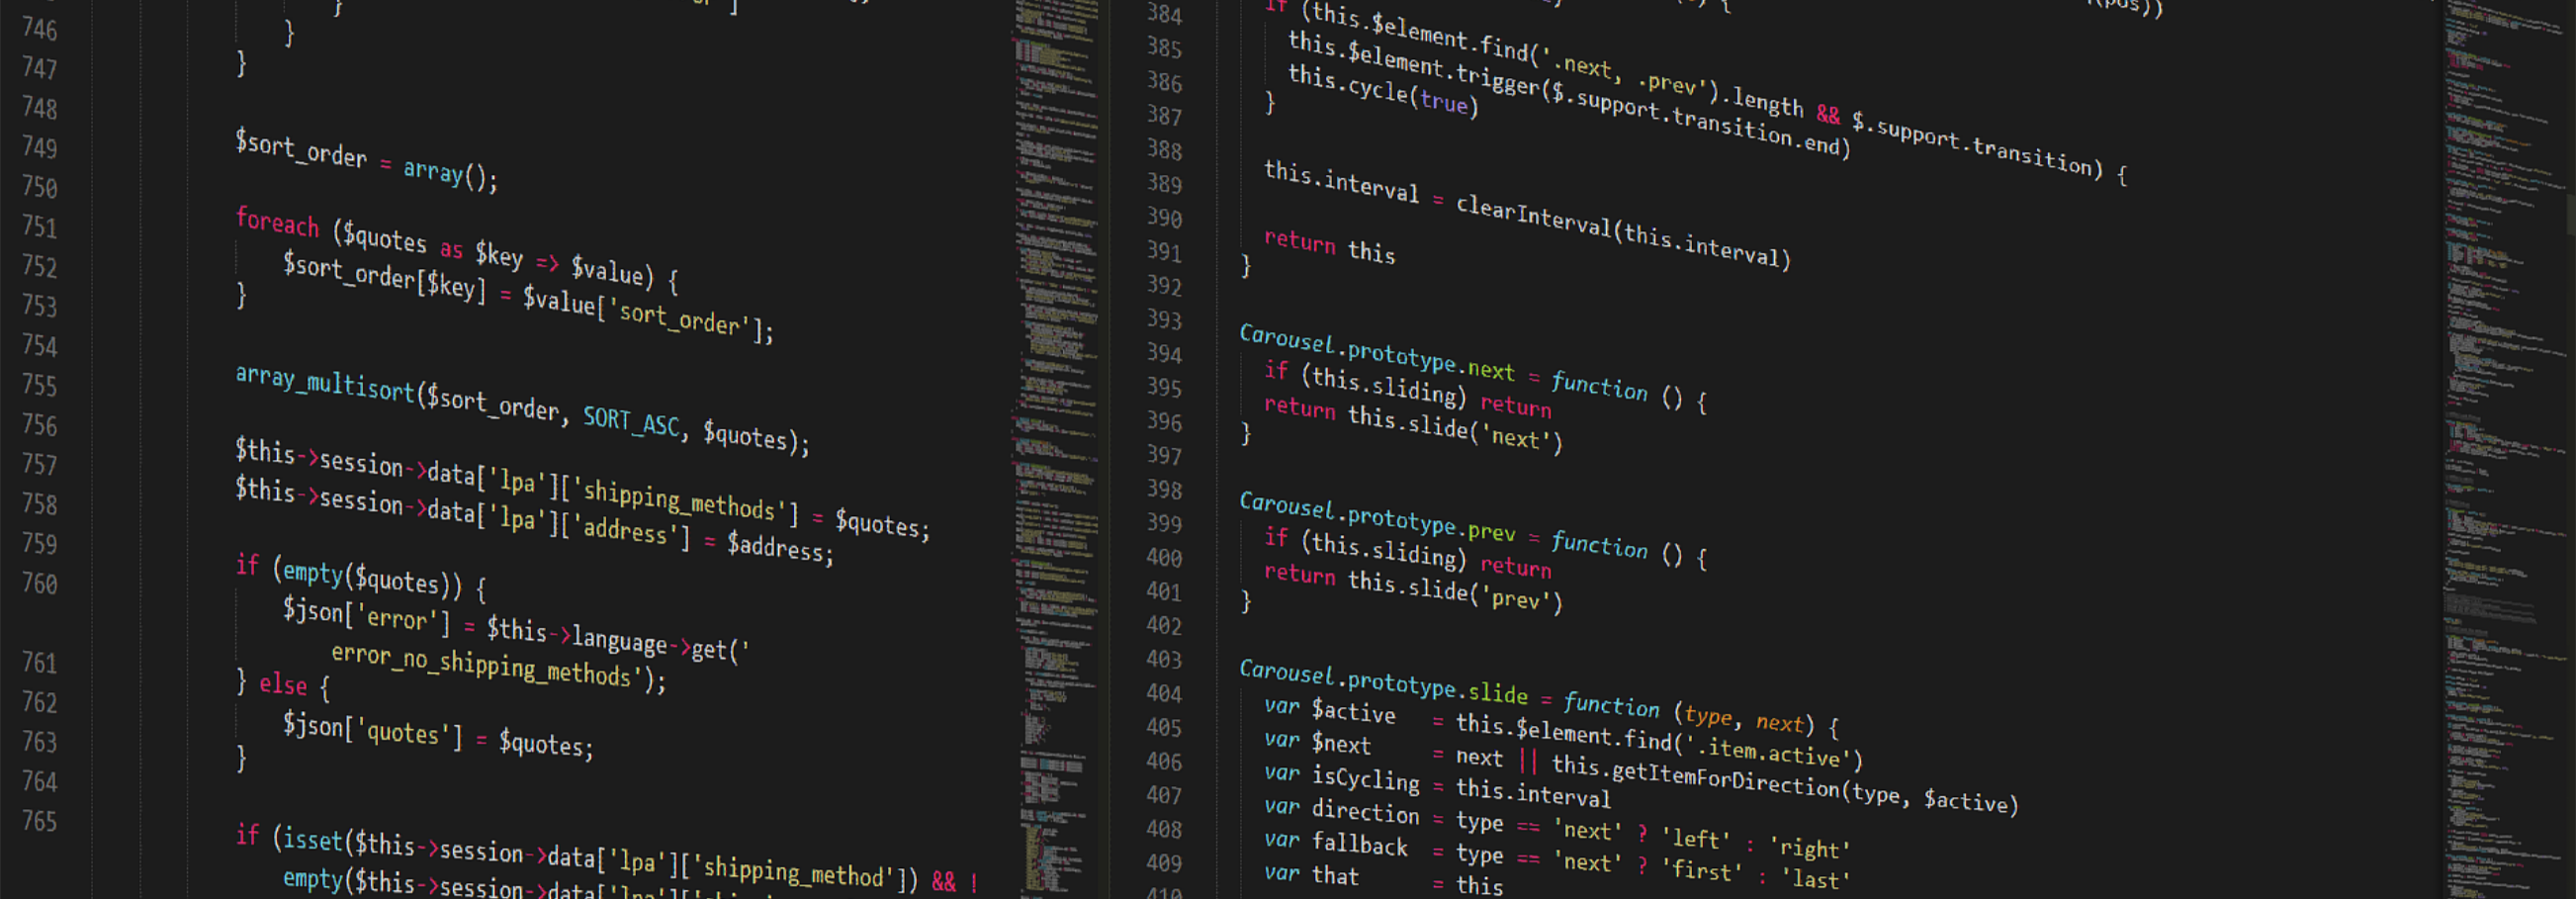 746
747
748
749
750
751
752
753
754
755
756
757
758
759
760
761
762
763
764
765
}
]
}
}
$sort_order = array();
foreach ($quotes as $key => $value) {
$sort_order[$key] = $value['sort_order'];
}
array_multisort($sort_order, SORT_ASC, $quotes);
$this->session->data['lpa']['shipping_methods'] = $quotes;
$this->session->data['lpa']['address'] = $address;
if (empty($quotes)) {
$json['error'] = $this->language->get('
error_no_shipping_methods');
} else {
$json['quotes'] = $quotes;
}
if (isset($this->session->data['lpa']['shipping_method']) && !
empty($this->session->data['lpa']['
384
385
386
387
388
389
390
391
392
393
394
395
396
397
398
399
400
401
402
403
404
405
406
407
408
409
410
if (this.$element.find('.next, .prev').length && $.support.transition) {
this.$element.trigger($.support.transition.end)
this.cycle(true)
}
this.interval = clearInterval(this.interval)
return this
}
Carousel.prototype.next = function () {
if (this.sliding) return
return this.slide('next')
}
Carousel.prototype.prev = function () {
if (this.sliding) return
return this.slide('prev')
}
Carousel.prototype.slide = function (type, next) {
var $active = this.$element.find('.item.active')
var $next = next || this.getItemForDirection(type, $active)
var isCycling = this.interval
var direction = type == 'next' ? 'left' : 'right'
var fallback = type == 'next' ? 'first' : 'last'
var that = this